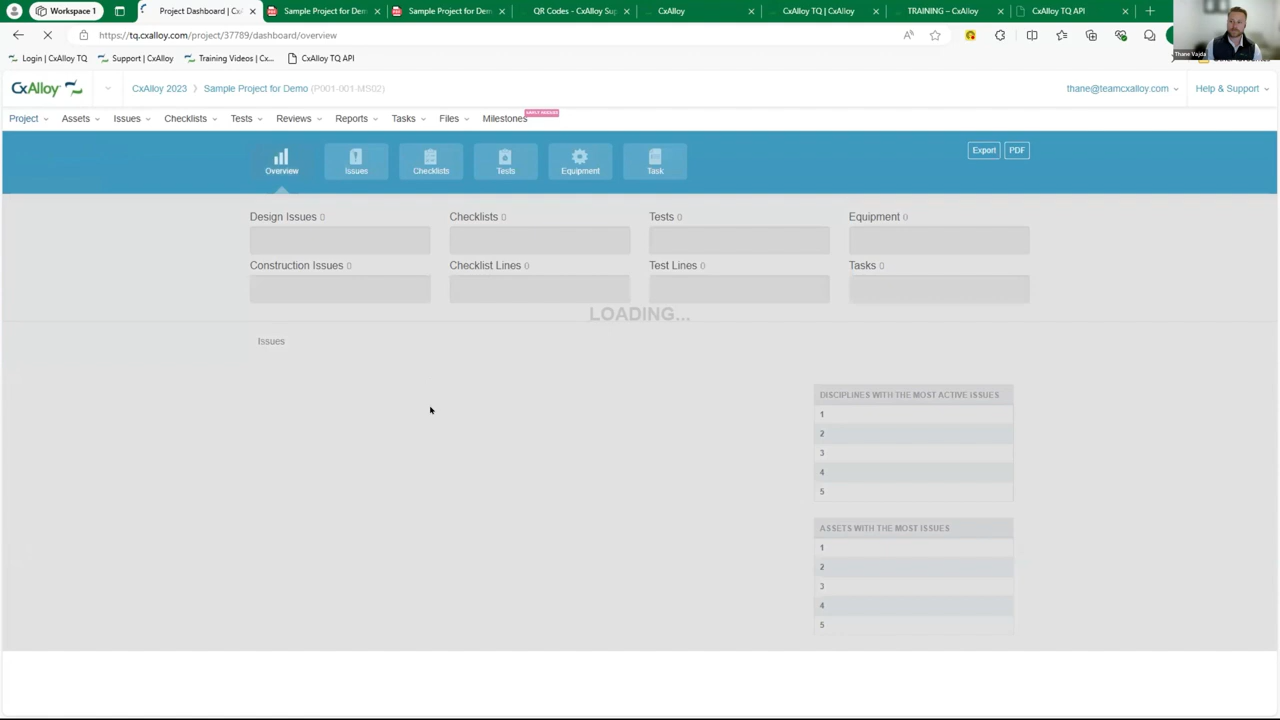 Workspace 1
Project Dashboard | CxA
Sample Project for Dem
Sample Project for Dem
QR Codes - CxAlloy Sup
CxAlloy
CxAlloy TQ | CxAlloy
TRAINING – CxAlloy
CxAlloy TQ API
https://tq.cxalloy.com/project/37789/dashboard/overview
Thane Vajda
Login | CxAlloy TQ
Support | CxAlloy
Training Videos | Cx...
CxAlloy TQ API
CxAlloy
CxAlloy 2023
Sample Project for Demo (P001-001-MS02)
thane@teamcxalloy.com
Help & Support
Project
Assets
Issues
Checklists
Tests
Reviews
Reports
Tasks
Files
Milestones
Overview
Issues
Checklists
Tests
Equipment
Task
Export
PDF
Design Issues 0
Checklists 0
Tests 0
Equipment 0
Construction Issues 0
Checklist Lines 0
Test Lines 0
Tasks 0
LOADING...
Issues
DISCIPLINES WITH THE MOST ACTIVE ISSUES
1
2
3
4
5
ASSETS WITH THE MOST ISSUES
1
2
3
4
5